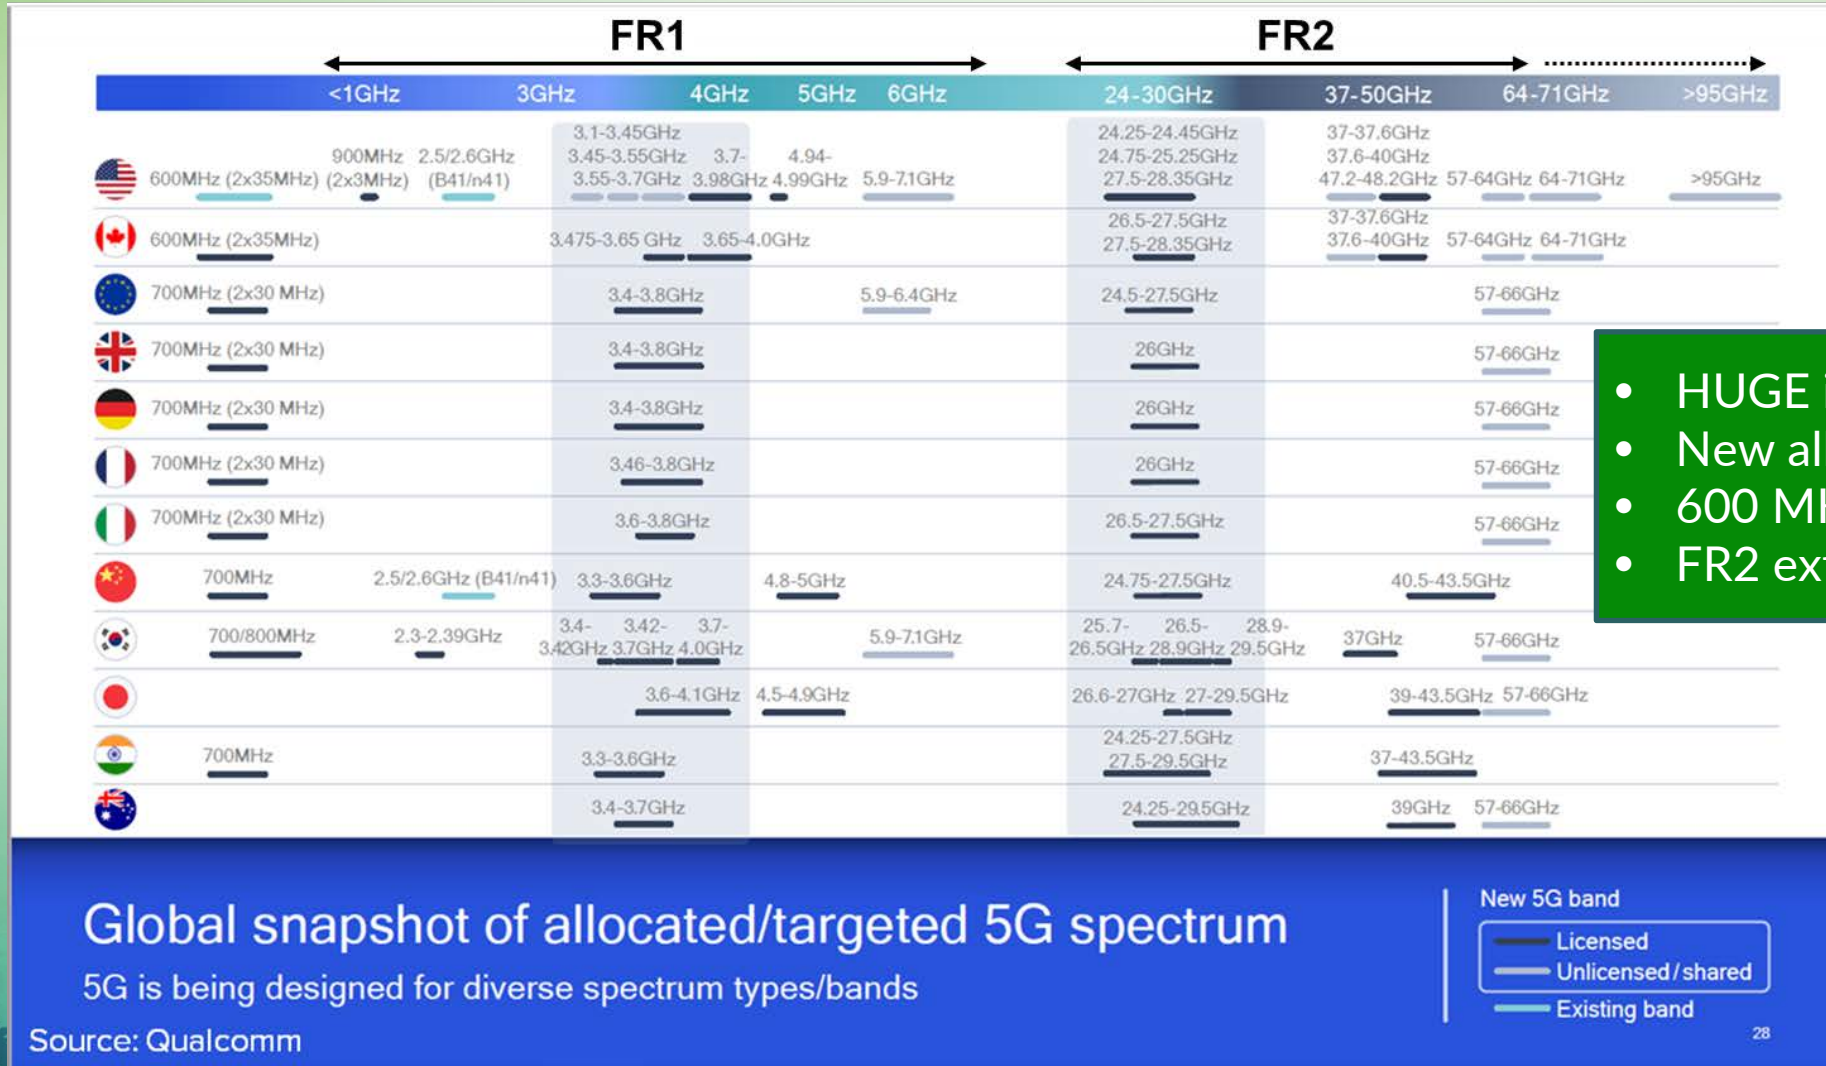 FR1
FR2
<1GHz 3GHz 4GHz 5GHz 6GHz 24-30GHz 37-50GHz 64-71GHz >95GHz
3.1-3.45GHz 24.25-24.45GHz 37-37.6GHz
900MHz 2.5/2.6GHz 3.45-3.55GHz 3.7- 4.94- 24.75-25.25GHz 37.6-40GHz
600MHz (2x35MHz) (2x3MHz) (B41/n41) 3.55-3.7GHz 3.98GHz 4.99GHz 5.9-7.1GHz 27.5-28.35GHz 47.2-48.2GHz 57-64GHz 64-71GHz >95GHz
26.5-27.5GHz 37-37.6GHz
600MHz (2x35MHz) 3.475-3.65 GHz 3.65-4.0GHz 27.5-28.35GHz 37.6-40GHz 57-64GHz 64-71GHz
700MHz (2x30 MHz) 3.4-3.8GHz 5.9-6.4GHz 24.5-27.5GHz 57-66GHz
700MHz (2x30 MHz) 3.4-3.8GHz 26GHz 57-66GHz
700MHz (2x30 MHz) 3.4-3.8GHz 26GHz 57-66GHz
700MHz (2x30 MHz) 3.46-3.8GHz 26GHz 57-66GHz
700MHz (2x30 MHz) 3.6-3.8GHz 26.5-27.5GHz 57-66GHz
700MHz 2.5/2.6GHz (B41/n41) 3.3-3.6GHz 4.8-5GHz 24.75-27.5GHz 40.5-43.5GHz
3.4- 3.42- 3.7- 25.7- 26.5- 28.9-
700/800MHz 2.3-2.39GHz 3.42GHz 3.7GHz 4.0GHz 5.9-7.1GHz 26.5GHz 28.9GHz 29.5GHz 37GHz 57-66GHz
3.6-4.1GHz 4.5-4.9GHz 26.6-27GHz 27-29.5GHz 39-43.5GHz 57-66GHz
24.25-27.5GHz
700MHz 3.3-3.6GHz 27.5-29.5GHz 37-43.5GHz
3.4-3.7GHz 24.25-29.5GHz 39GHz 57-66GHz
• HUGE
• New al
• 600 M
• FR2 ex
Global snapshot of allocated/targeted 5G spectrum
5G is being designed for diverse spectrum types/bands
Source: Qualcomm
New 5G band
Licensed
Unlicensed/shared
Existing band
28